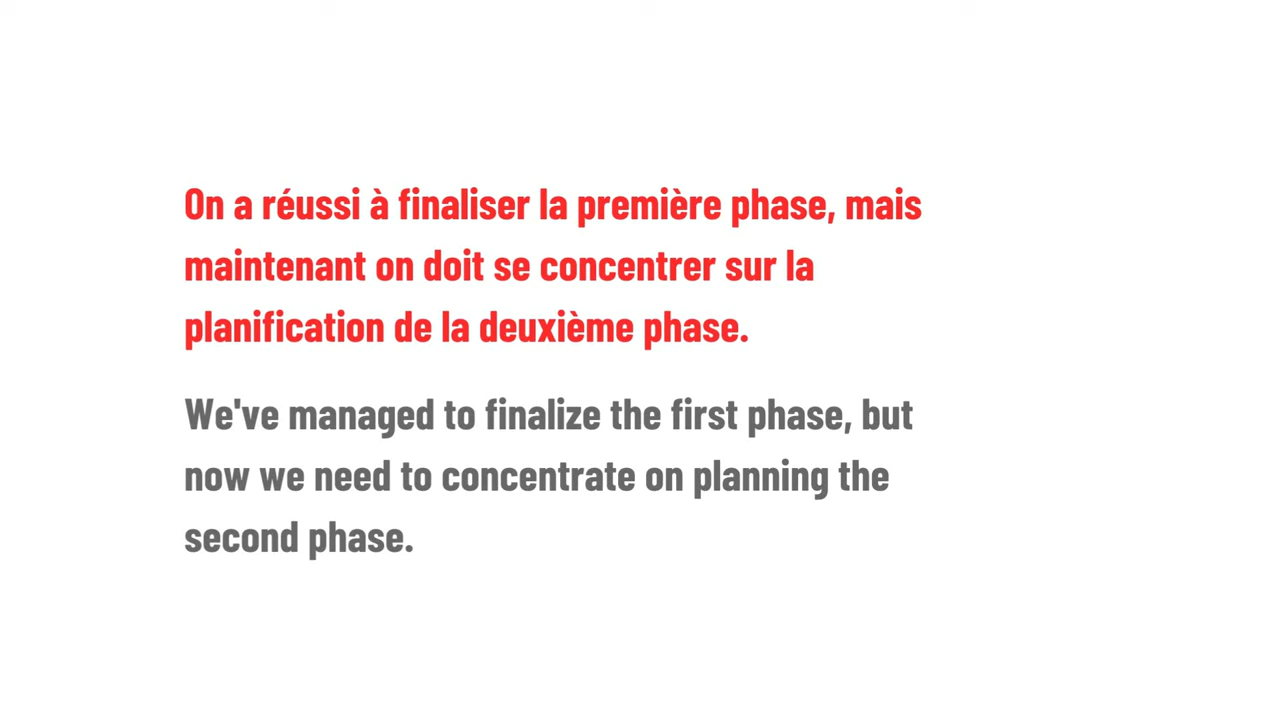 On a réussi à finaliser la première phase, mais
maintenant on doit se concentrer sur la
planification de la deuxième phase.
We've managed to finalize the first phase, but
now we need to concentrate on planning the
second phase.